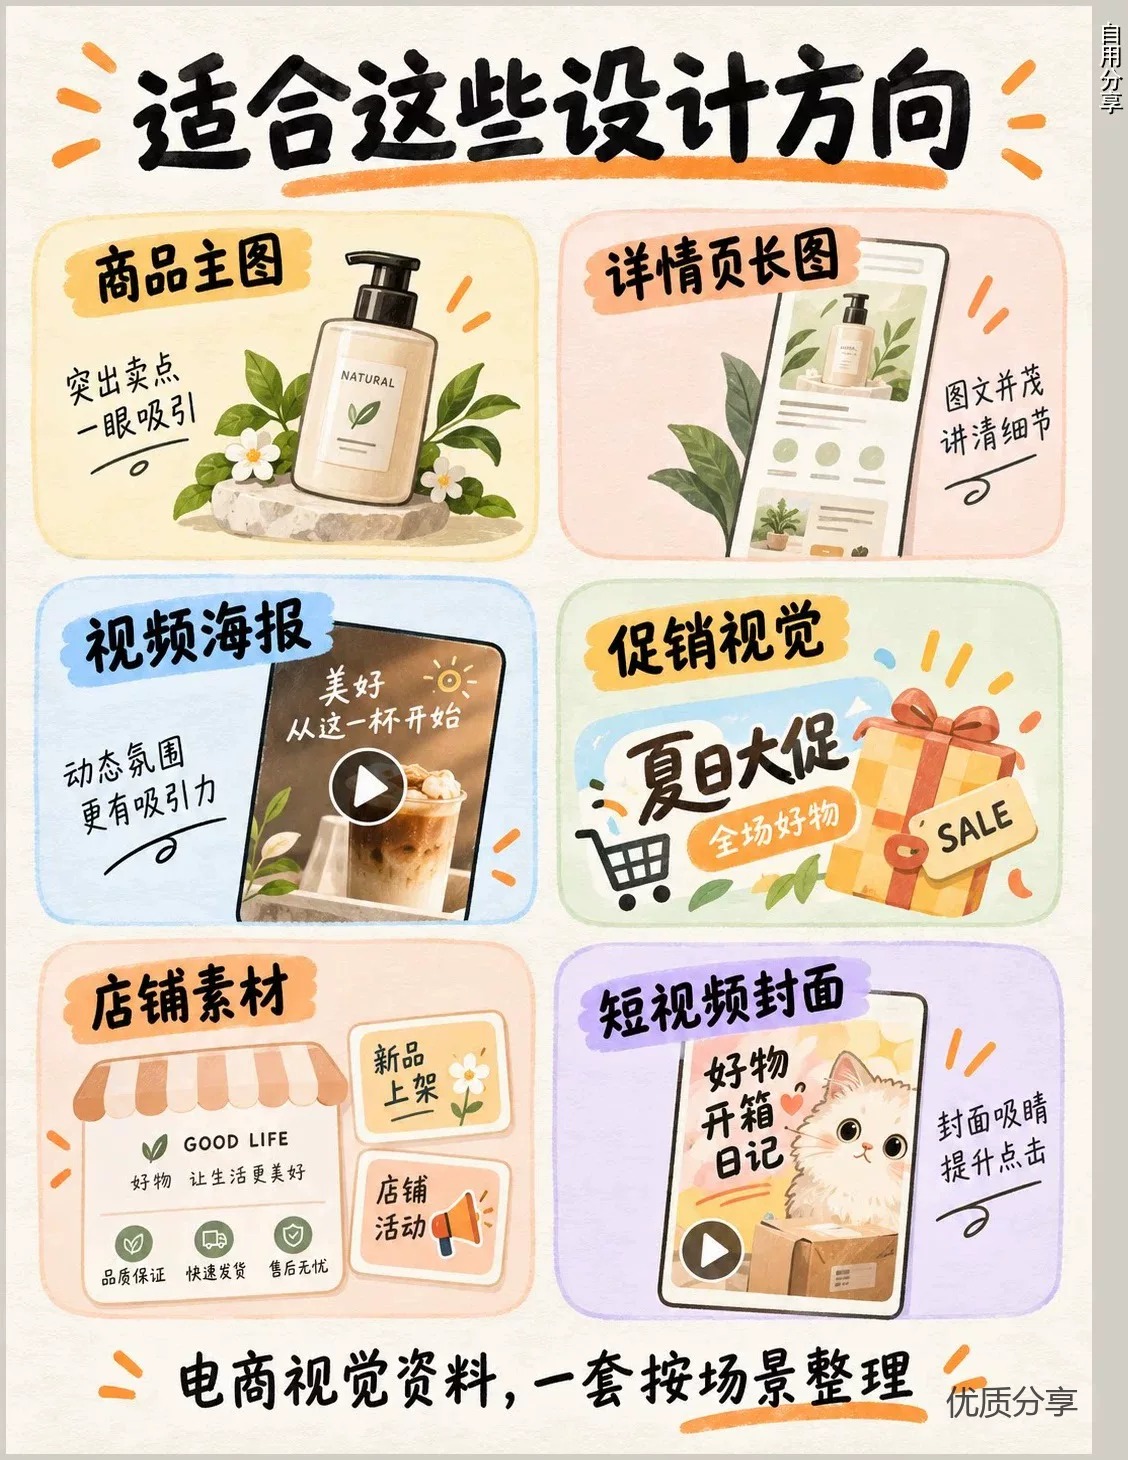 自用分享
适合这些设计方向
商品主图
突出卖点
一眼吸引
NATURAL
详情页长图
图文并茂
讲清细节
视频海报
动态氛围
更有吸引力
美好
从这一杯开始
促销视觉
夏日大促
全场好物
SALE
店铺素材
GOOD LIFE
好物 让生活更美好
品质保证
快速发货
售后无忧
新品
上架
店铺
活动
短视频封面
好物
开箱
日记
封面吸睛
提升点击
电商视觉资料，一套按场景整理
优质分享